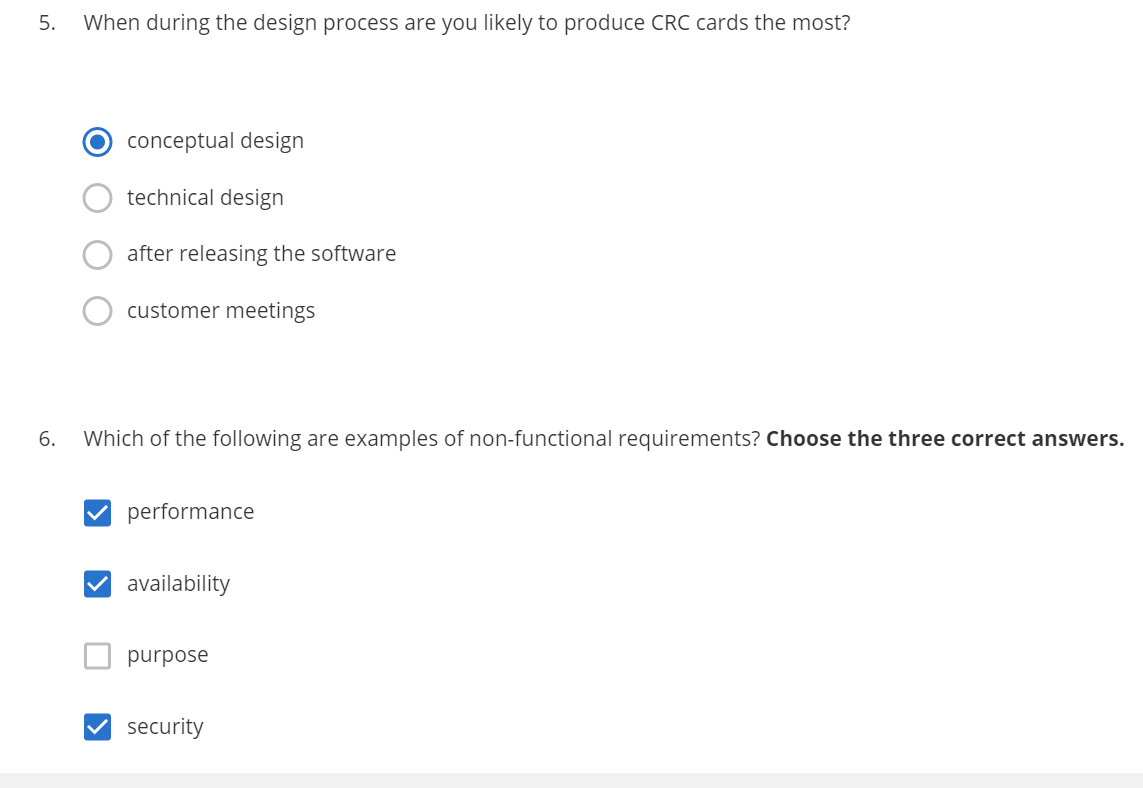 5. When during the design process are you likely to produce CRC cards the most?
conceptual design
technical design
after releasing the software
customer meetings
6. Which of the following are examples of non-functional requirements? Choose the three correct answers.
performance
availability
purpose
security